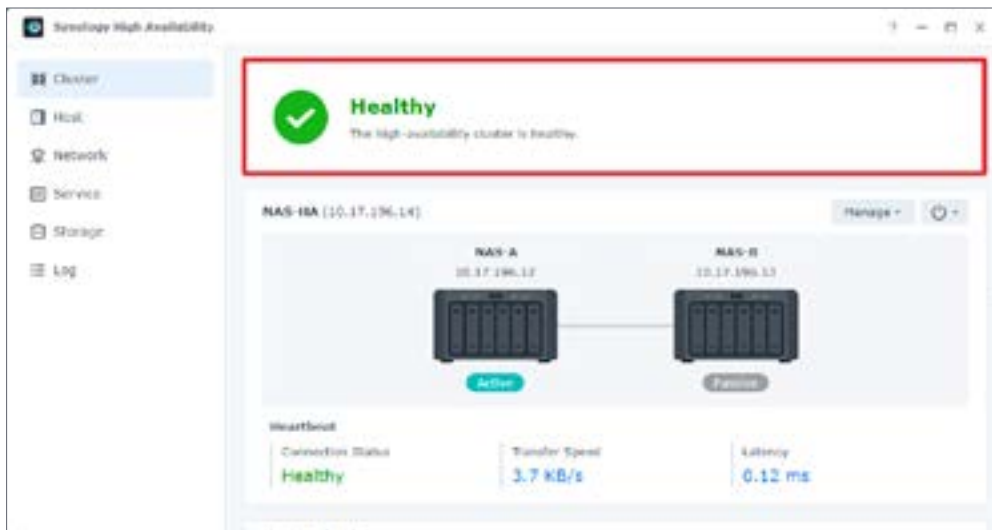 Synology High Availability
Cluster
Host
Network
Service
Storage
Log
Healthy
The high-availability cluster is healthy.
NAS-HA (10.17.196.14)
Manage
NAS-A
NAS-B
10.17.196.12
10.17.196.13
Active
Passive
Heartbeat
Connection Status
Transfer Speed
Latency
Healthy
3.7 KB/s
0.12 ms